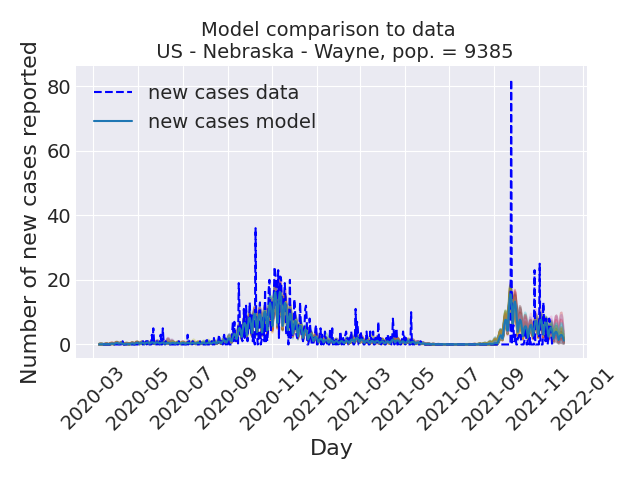 Model comparison to data
US - Nebraska - Wayne, pop. = 9385
Number of new cases reported
80
60
40
20
0
new cases data
new cases model
2020-03
2020-05
2020-07
2020-09
2020-11
2021-01
2021-03
2021-05
2021-07
2021-09
2021-11
2022-01
Day